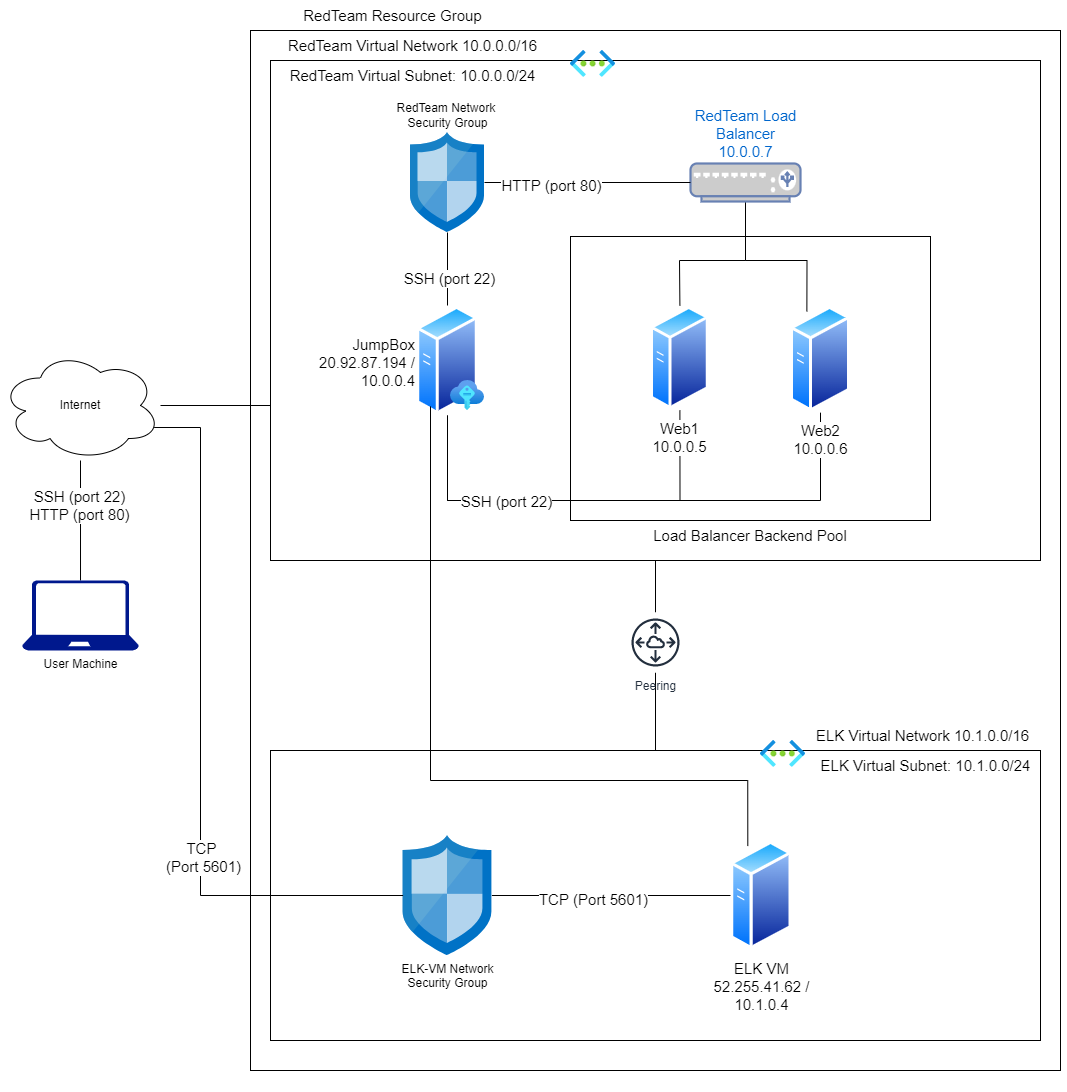 RedTeam Resource Group
RedTeam Virtual Network 10.0.0.0/16
RedTeam Virtual Subnet: 10.0.0.0/24
RedTeam Network
Security Group
RedTeam Load
Balancer
10.0.0.7
HTTP (port 80)
SSH (port 22)
JumpBox
20.92.87.194 /
10.0.0.4
Internet
Web1
10.0.0.5
Web2
10.0.0.6
SSH (port 22)
HTTP (port 80)
SSH (port 22)
Load Balancer Backend Pool
User Machine
Peering
ELK Virtual Network 10.1.0.0/16
ELK Virtual Subnet: 10.1.0.0/24
TCP
(Port 5601)
TCP (Port 5601)
ELK-VM Network
Security Group
ELK VM
52.255.41.62 /
10.1.0.4